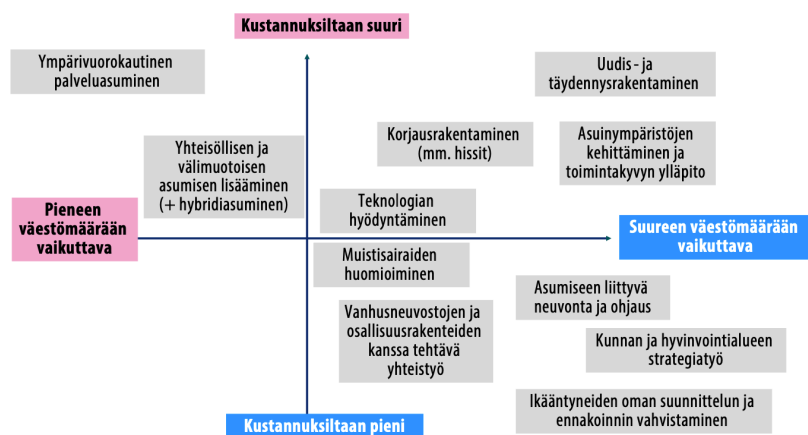 Kustannuksiltaan suuri
Ympärivuorokautinen
palveluasuminen
Uudis- ja
täydennysrakentaminen
Korjausrakentaminen
(mm. hissit)
Asuinympäristöjen
kehittäminen ja
toimintakyvyn ylläpito
Yhteisöllisen ja
välimuotoisen
asumisen lisääminen
(+ hybridiasuminen)
Teknologian
hyödyntäminen
Pieneen
väestömäärään
vaikuttava
Suureen väestömäärään
vaikuttava
Muistisairaiden
huomioiminen
Asumiseen liittyvä
neuvonta ja ohjaus
Vanhusneuvostojen ja
osallisuusrakenteiden
kanssa tehtävä
yhteistyö
Kunnan ja hyvinvointialueen
strategiatyö
Ikääntyneiden oman suunnittelun ja
ennakoinnin vahvistaminen
Kustannuksiltaan pieni